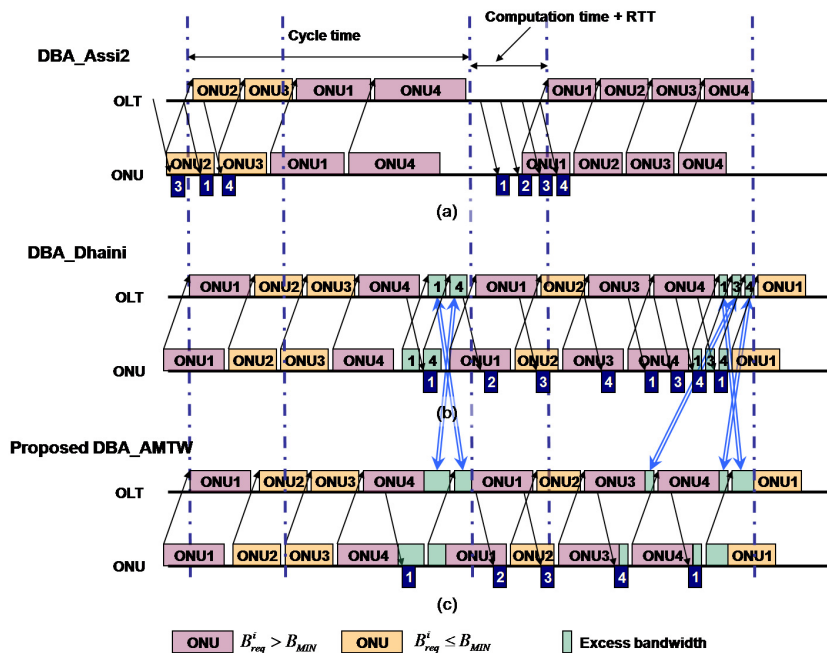 Computation time + RTT
Cycle time
DBA_Assi2
OLT ONU2 ONU3 ONU1 ONU4 ONU1 ONU2 ONU3 ONU4
ONU ONU2 ONU3 ONU1 ONU4 ONU1 ONU2 ONU3 ONU4
3 1 4 1 2 3 4
(a)
DBA_Dhaini
OLT ONU1 ONU2 ONU3 ONU4 1 4 ONU1 ONU2 ONU3 ONU4 1 3 4 ONU1
ONU ONU1 ONU2 ONU3 ONU4 1 4 ONU1 ONU2 ONU3 ONU4 1 3 4 ONU1
1 2 3 4 1 3 4 1
(b)
Proposed DBA_AMTW
OLT ONU1 ONU2 ONU3 ONU4 ONU1 ONU2 ONU3 ONU4 ONU1
ONU ONU1 ONU2 ONU3 ONU4 ONU1 ONU2 ONU3 ONU4 ONU1
1 2 3 4 1
(c)
ONU B^i_req > B_MIN ONU B^i_req ≤ B_MIN Excess bandwidth